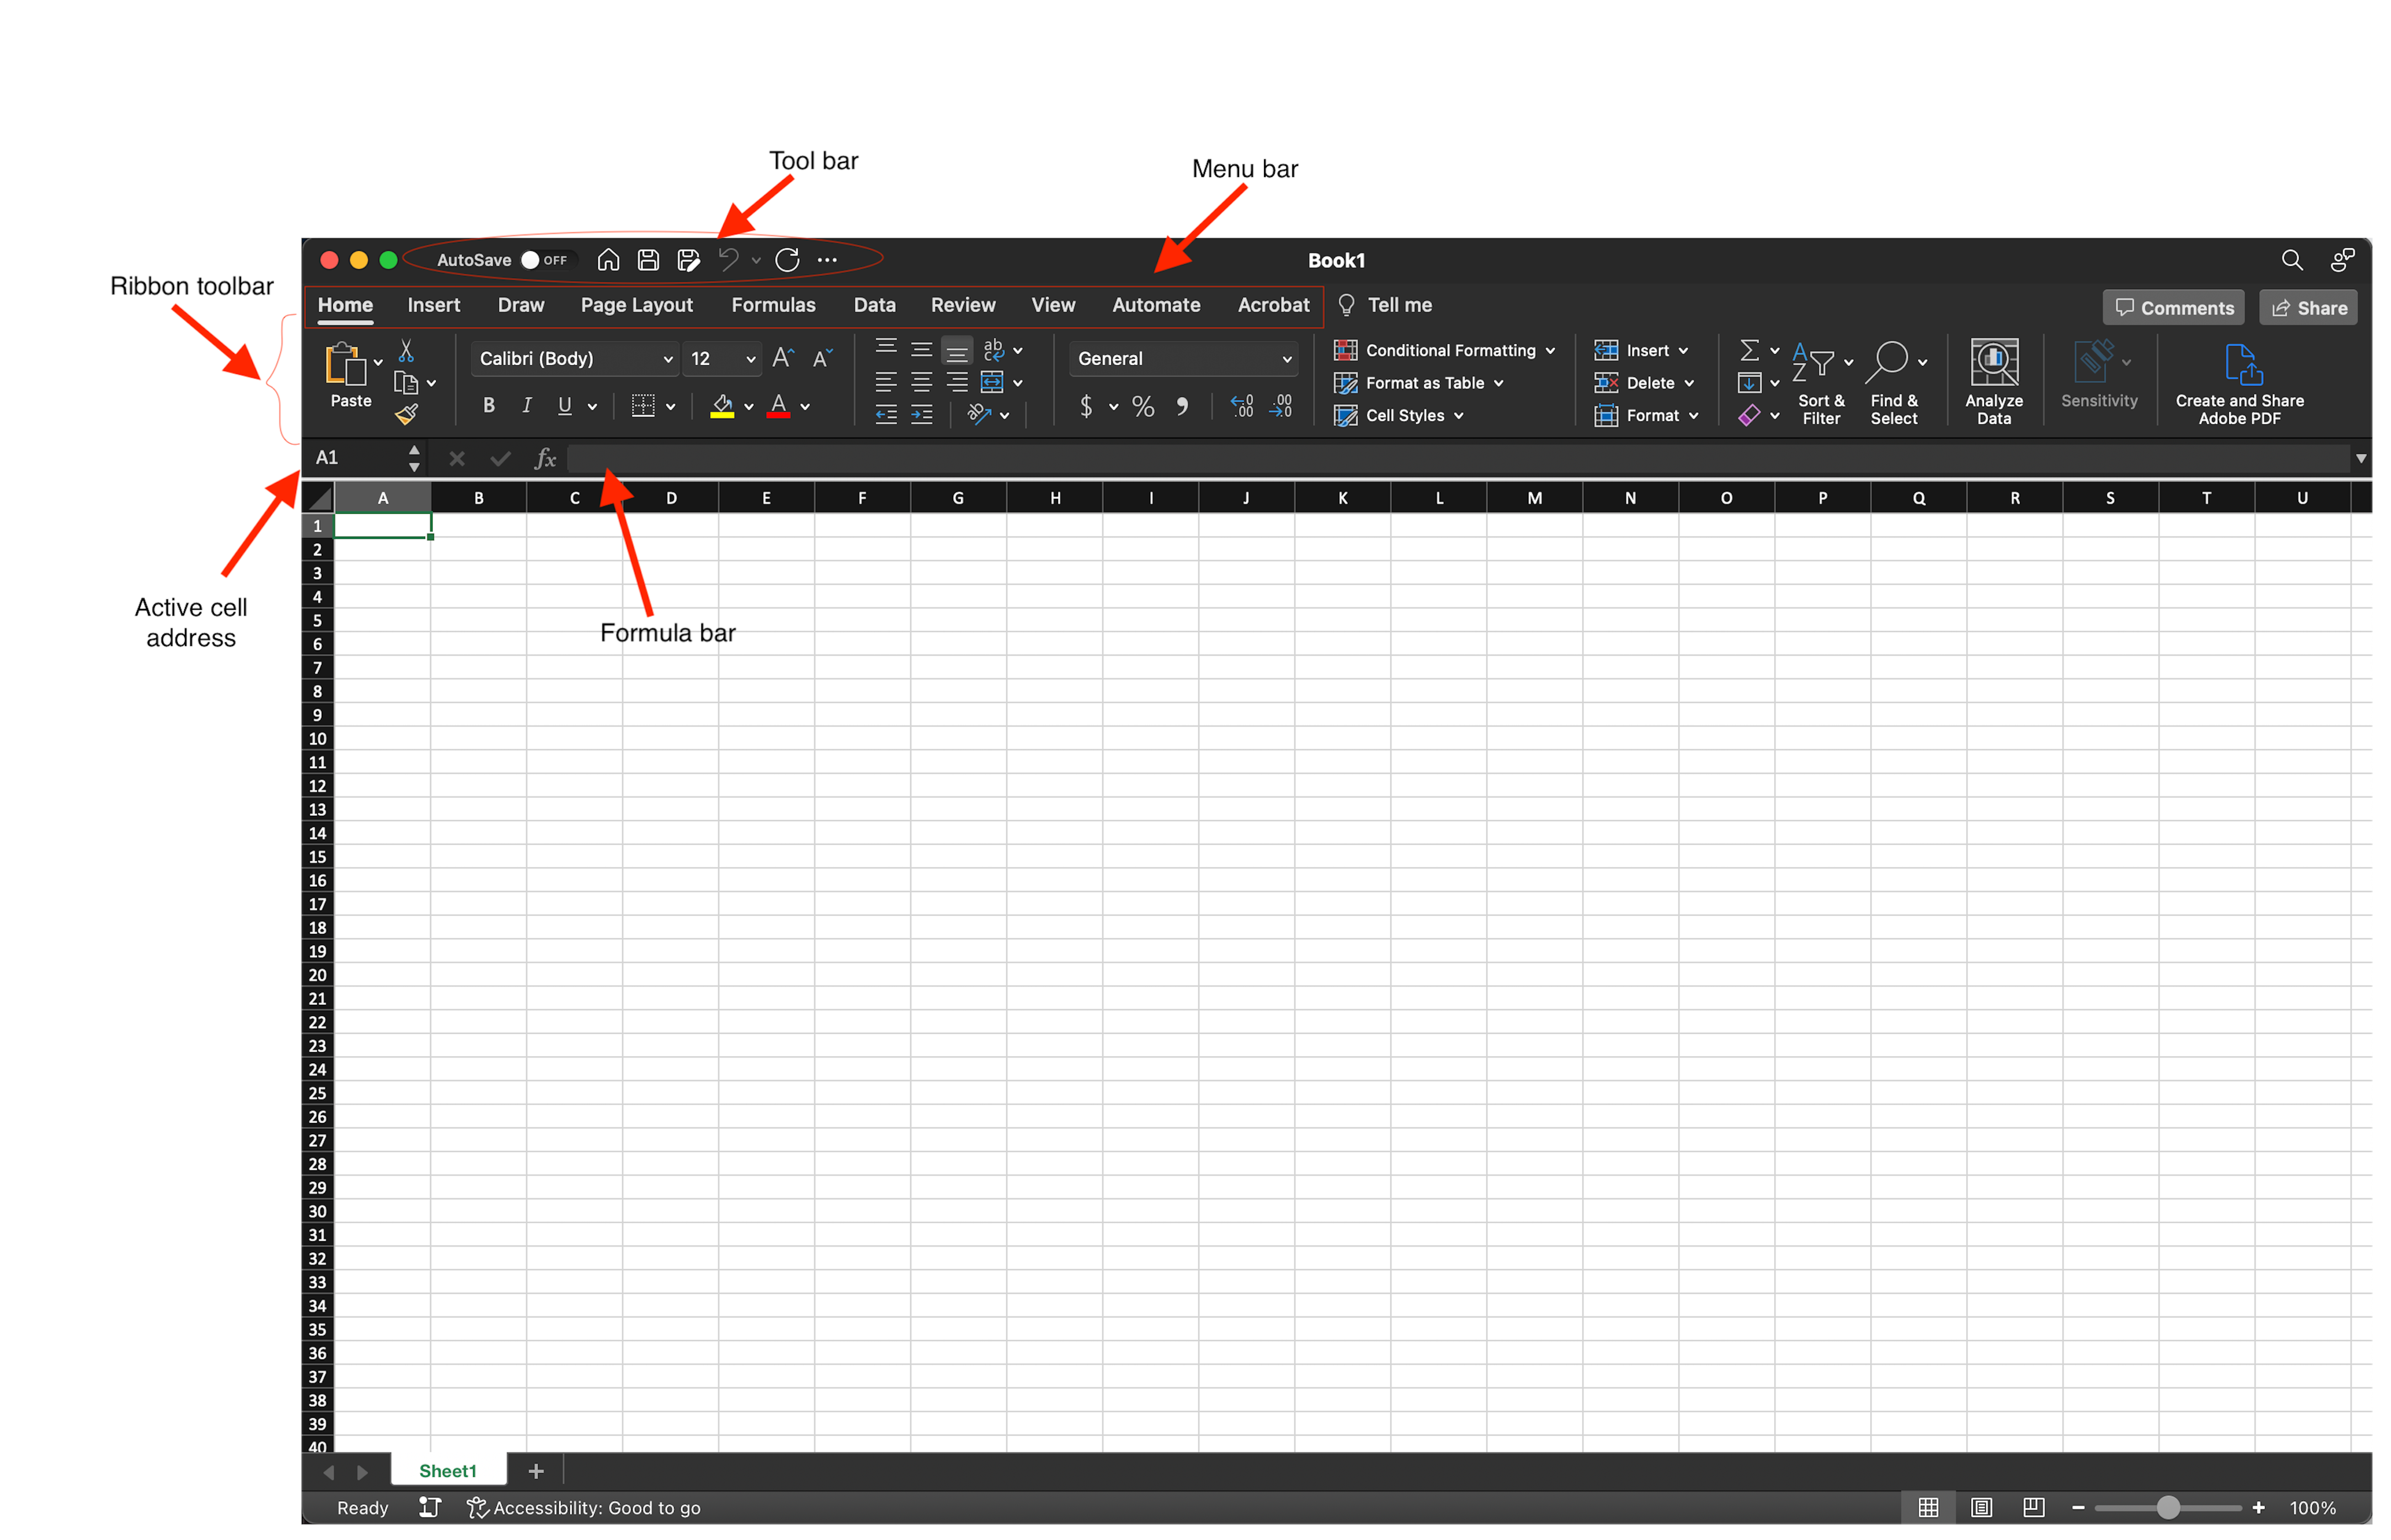 Tool bar
Menu bar
AutoSave OFF
Book1
Ribbon toolbar
Home Insert Draw Page Layout Formulas Data Review View Automate Acrobat Tell me Comments Share
Calibri (Body) 12 A A ab c General Conditional Formatting Insert Σ A Z
Format as Table Delete
Paste B I U A $ % , .0 .00 .00 .0 Cell Styles Format Sort & Filter Find & Select Analyze Data Sensitivity Create and Share Adobe PDF
A1 fx
A B C D E F G H I J K L M N O P Q R S T U
1
2
3
4
Active cell
address
5
Formula bar
6
7
8
9
10
11
12
13
14
15
16
17
18
19
20
21
22
23
24
25
26
27
28
29
30
31
32
33
34
35
36
37
38
39
40
Sheet1 +
Ready Accessibility: Good to go 100%